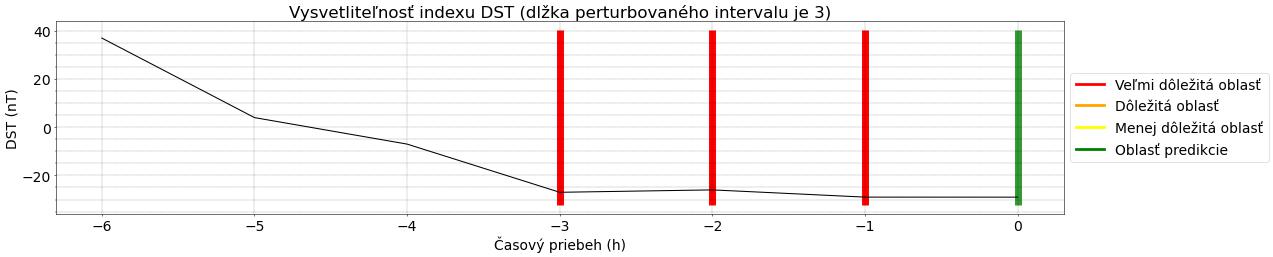 Vysvetliteľnosť indexu DST (dĺžka perturbovaného intervalu je 3)
DST (nT)
40
20
0
−20
−6
−5
−4
−3
−2
−1
0
Časový priebeh (h)
Veľmi dôležitá oblasť
Dôležitá oblasť
Menej dôležitá oblasť
Oblasť predikcie